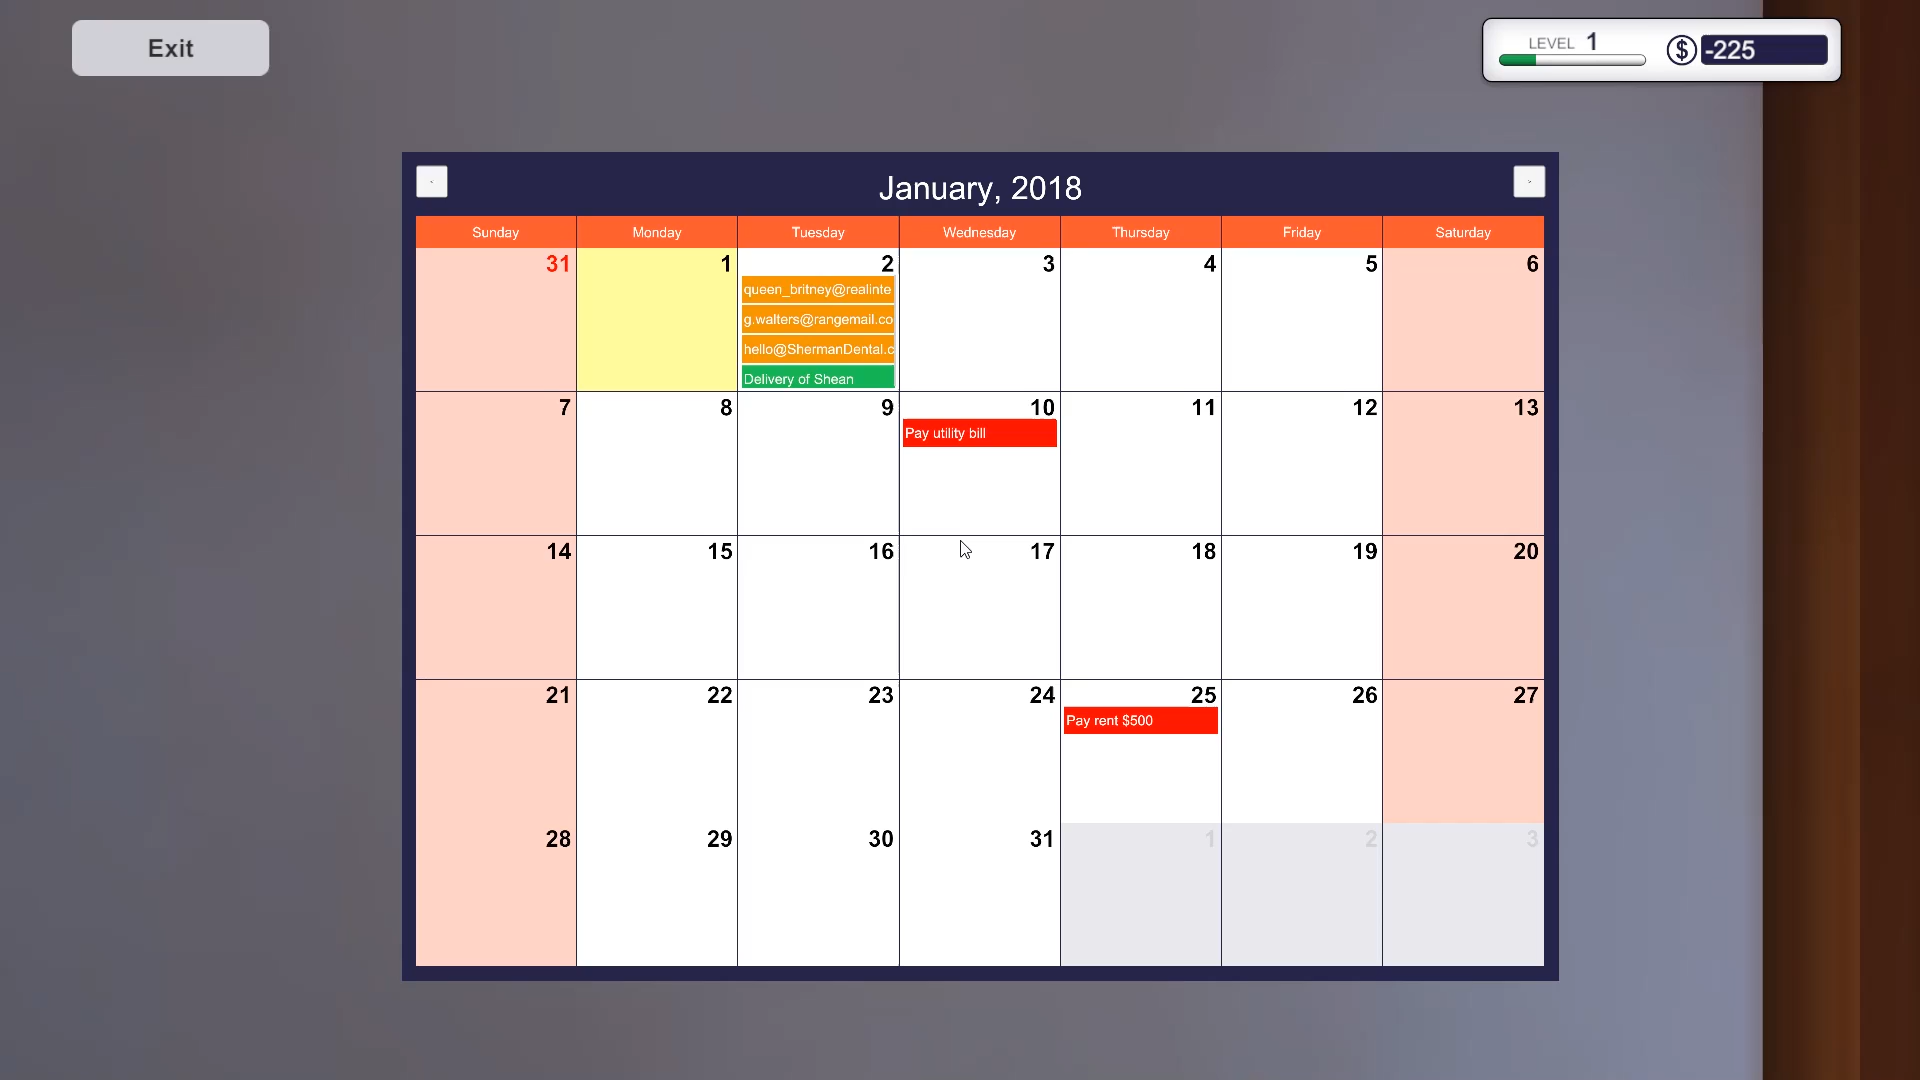 Exit
LEVEL 1
$ -225
January, 2018
Sunday Monday Tuesday Wednesday Thursday Friday Saturday
31 1 2 3 4 5 6
queen_britney@realinte
g.walters@rangemail.co
hello@ShermanDental.c
Delivery of Shean
7 8 9 10 11 12 13
Pay utility bill
14 15 16 17 18 19 20
21 22 23 24 25 26 27
Pay rent $500
28 29 30 31 1 2 3